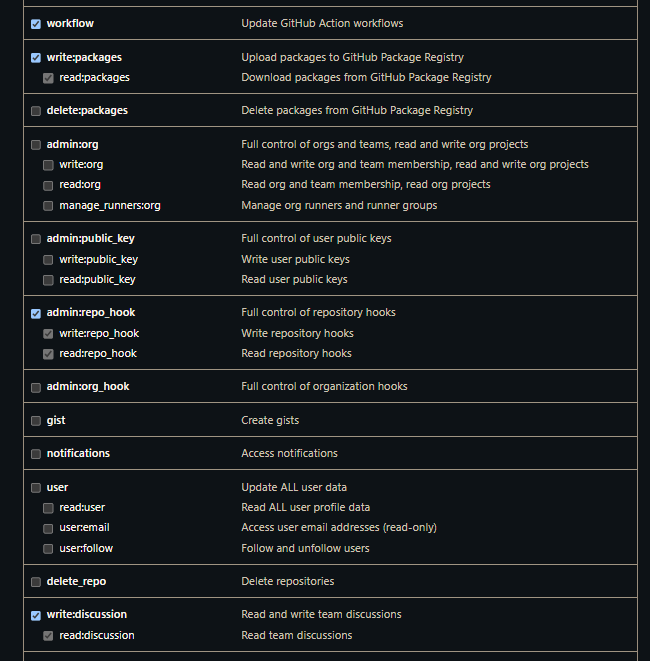 workflow Update GitHub Action workflows
write:packages Upload packages to GitHub Package Registry
read:packages Download packages from GitHub Package Registry
delete:packages Delete packages from GitHub Package Registry
admin:org Full control of orgs and teams, read and write org projects
write:org Read and write org and team membership, read and write org projects
read:org Read org and team membership, read org projects
manage_runners:org Manage org runners and runner groups
admin:public_key Full control of user public keys
write:public_key Write user public keys
read:public_key Read user public keys
admin:repo_hook Full control of repository hooks
write:repo_hook Write repository hooks
read:repo_hook Read repository hooks
admin:org_hook Full control of organization hooks
gist Create gists
notifications Access notifications
user Update ALL user data
read:user Read ALL user profile data
user:email Access user email addresses (read-only)
user:follow Follow and unfollow users
delete_repo Delete repositories
write:discussion Read and write team discussions
read:discussion Read team discussions